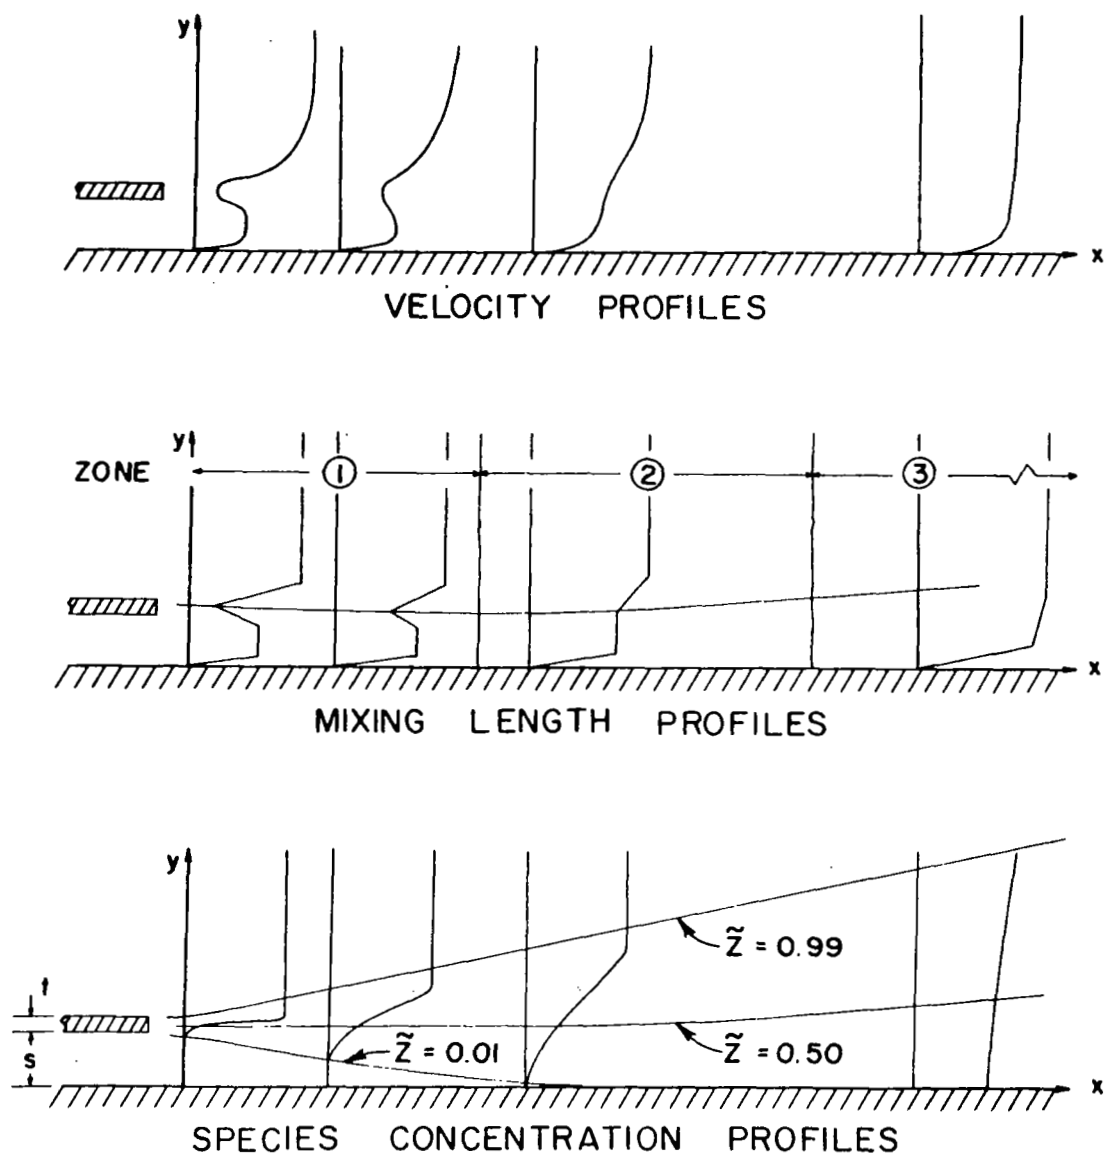 y
x
VELOCITY PROFILES
y
ZONE
1
2
3
x
MIXING LENGTH PROFILES
y
Z̃ = 0.99
t
s
Z̃ = 0.01
Z̃ = 0.50
x
SPECIES CONCENTRATION PROFILES